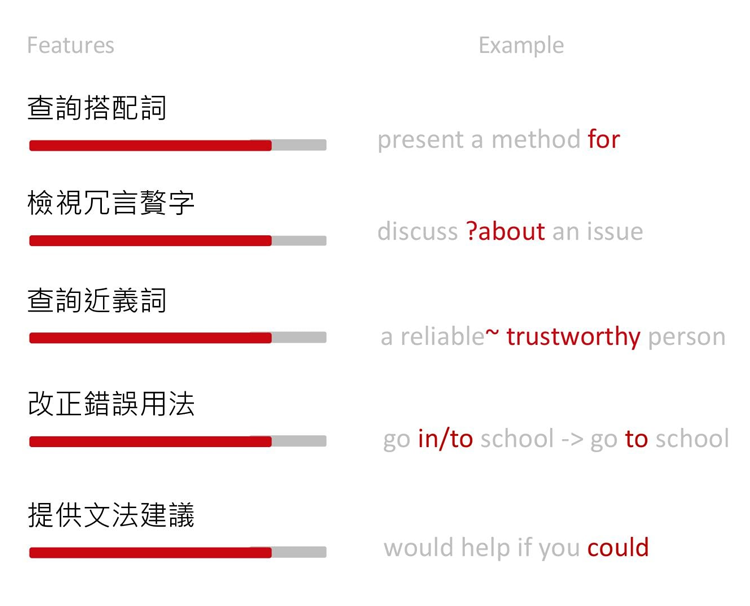 Features
Example
查詢搭配詞
present a method for
檢視冗言贅字
discuss ?about an issue
查詢近義詞
a reliable~ trustworthy person
改正錯誤用法
go in/to school -> go to school
提供文法建議
would help if you could